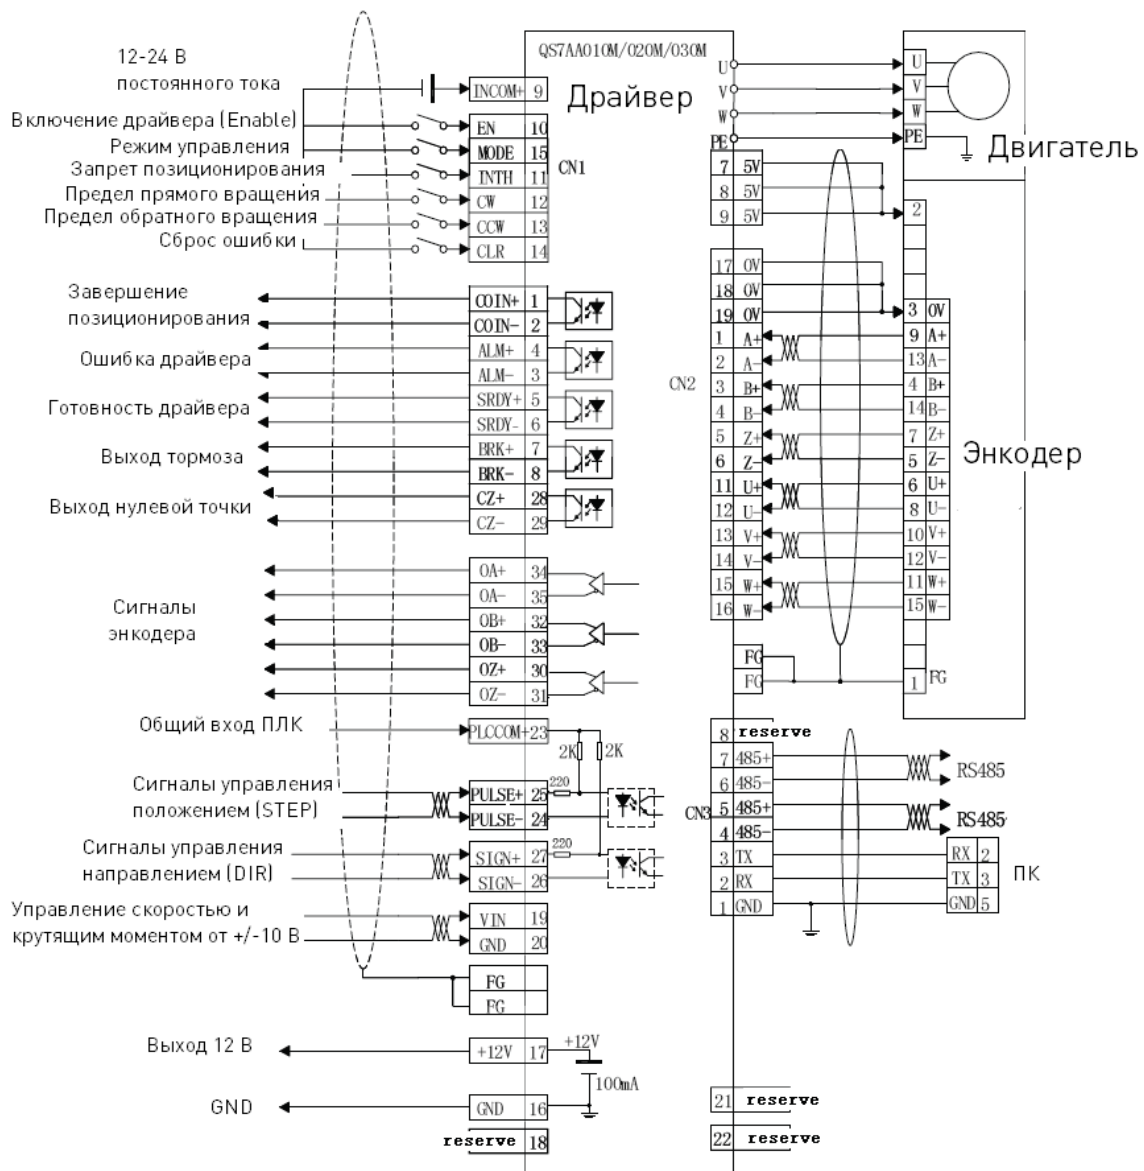 QS7AA010M/020M/030M
Драйвер
12-24 В
постоянного тока
INCOM+ 9
Включение драйвера (Enable)
EN 10
Режим управления
MODE 15
CN1
Запрет позиционирования
INTH 11
Предел прямого вращения
CW 12
Предел обратного вращения
CCW 13
Сброс ошибки
CLR 14
Завершение
позиционирования
COIN+ 1
COIN- 2
Ошибка драйвера
ALM+ 4
ALM- 3
Готовность драйвера
SRDY+ 5
SRDY- 6
Выход тормоза
BRK+ 7
BRK- 8
Выход нулевой точки
CZ+ 28
CZ- 29
Сигналы
энкодера
OA+ 34
OA- 35
OB+ 32
OB- 33
OZ+ 30
OZ- 31
Общий вход ПЛК
PLCCOM+ 23
2K 2K
Сигналы управления
положением (STEP)
PULSE+ 25 220
PULSE- 24
Сигналы управления
направлением (DIR)
SIGN+ 27 220
SIGN- 26
Управление скоростью и
крутящим моментом от +/-10 В
VIN 19
GND 20
FG
FG
Выход 12 В
+12V 17 +12V
100mA
GND
GND 16
reserve 18
U U
V V
W W
PE PE
Двигатель
7 5V
8 5V
9 5V
2
17 0V
18 0V
19 0V 3 0V
1 A+ 9 A+
2 A- 13 A-
CN2
3 B+ 4 B+
4 B- 14 B-
5 Z+ 7 Z+
6 Z- 5 Z-
Энкодер
11 U+ 6 U+
12 U- 8 U-
13 V+ 10 V+
14 V- 12 V-
15 W+ 11 W+
16 W- 15 W-
FG
FG 1 FG
8 reserve
7 485+
6 485-
RS485
CN3
5 485+
4 485-
RS485
3 TX RX 2
2 RX TX 3
ПК
1 GND GND 5
21 reserve
22 reserve